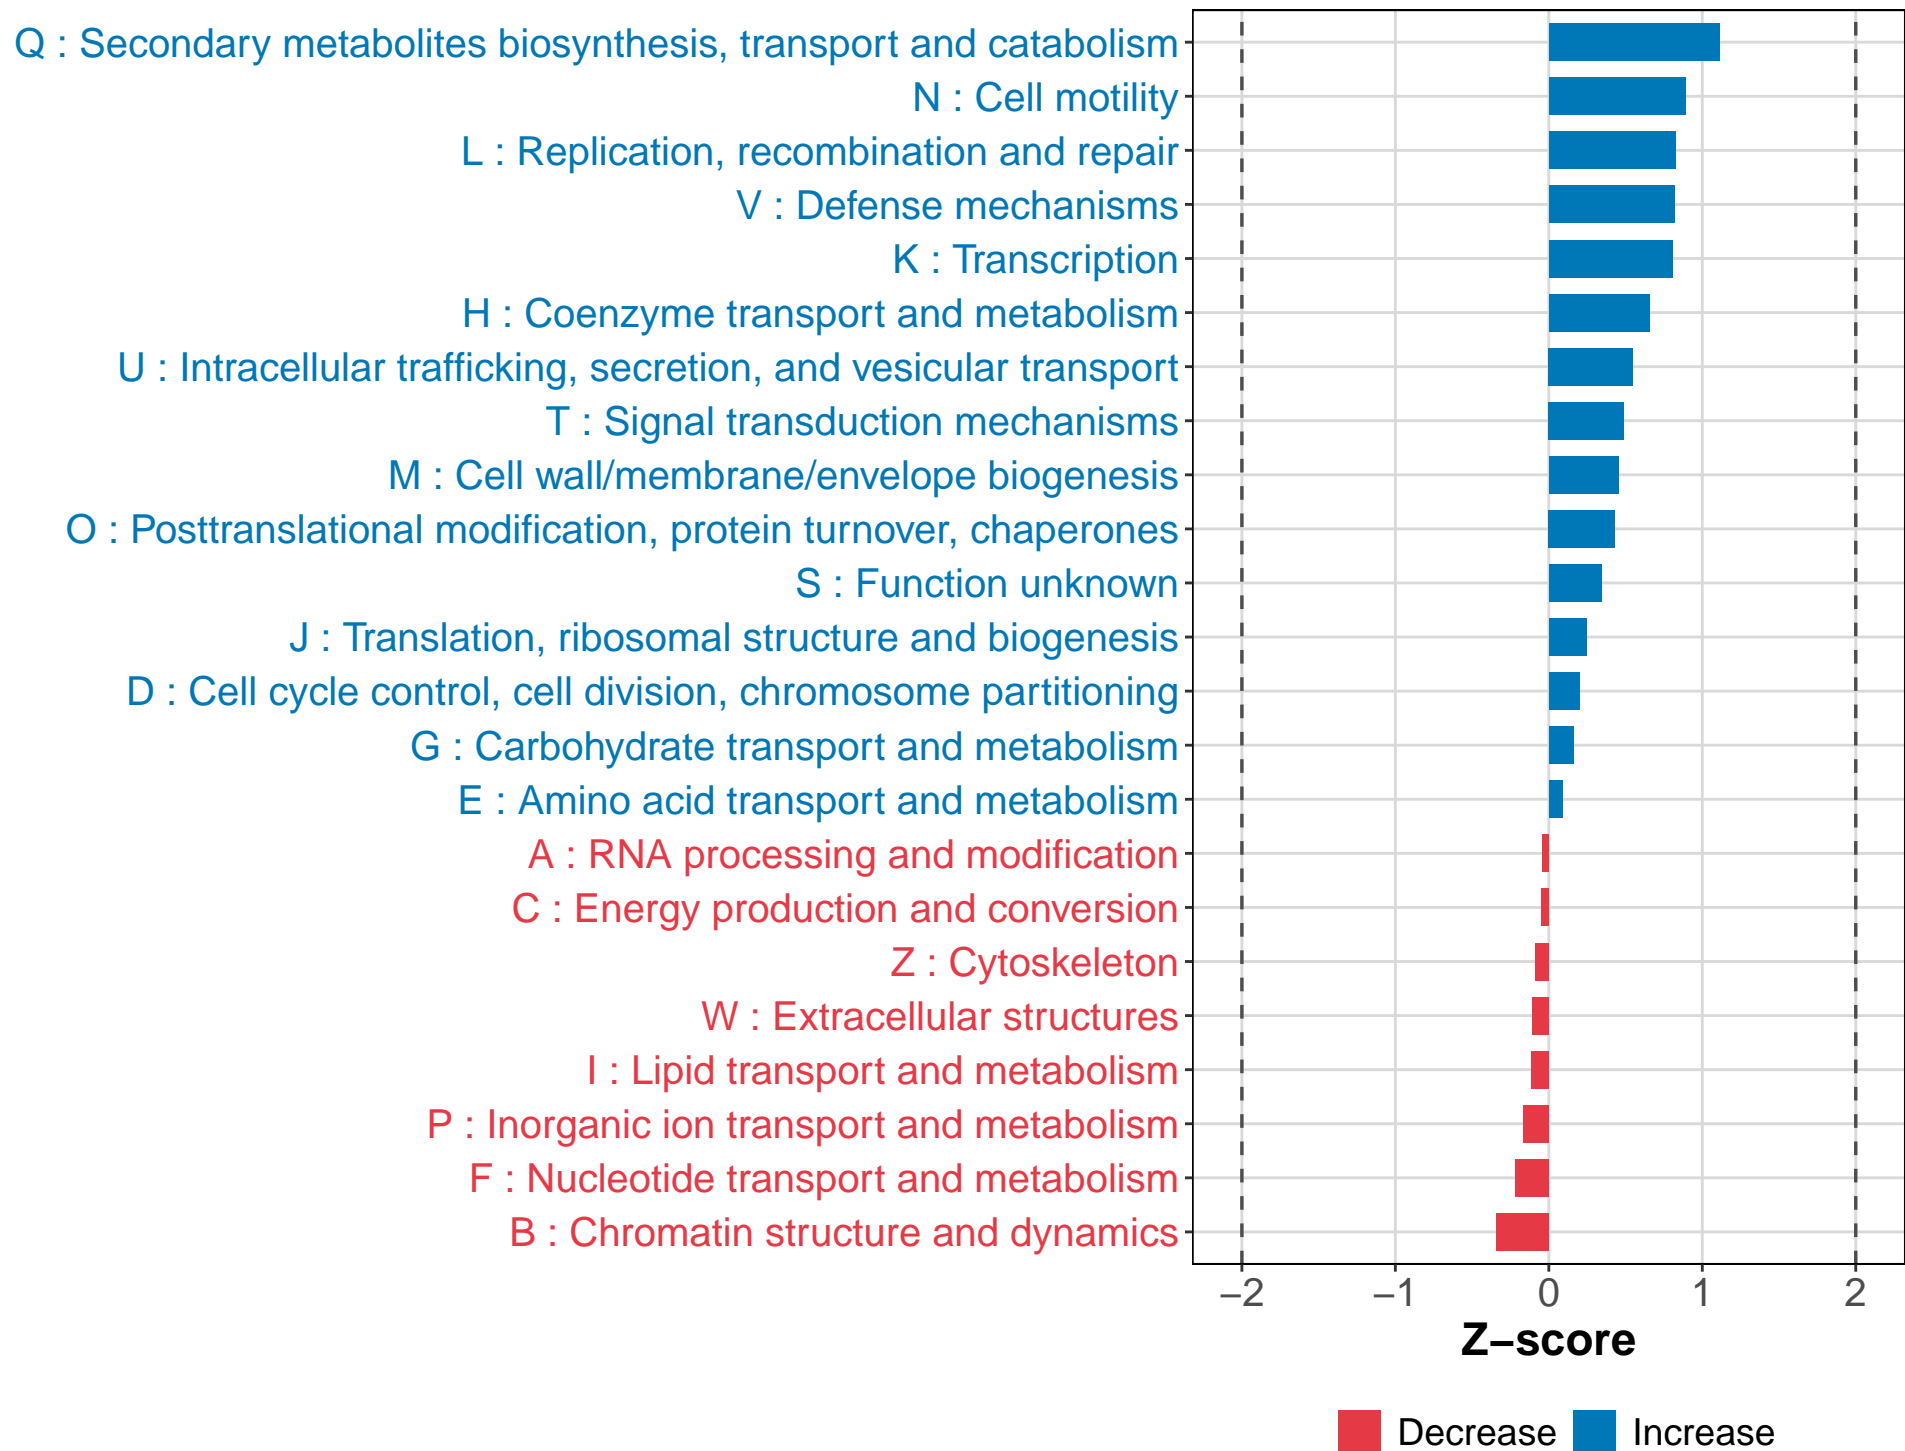 Q : Secondary metabolites biosynthesis, transport and catabolism
N : Cell motility
L : Replication, recombination and repair
V : Defense mechanisms
K : Transcription
H : Coenzyme transport and metabolism
U : Intracellular trafficking, secretion, and vesicular transport
T : Signal transduction mechanisms
M : Cell wall/membrane/envelope biogenesis
O : Posttranslational modification, protein turnover, chaperones
S : Function unknown
J : Translation, ribosomal structure and biogenesis
D : Cell cycle control, cell division, chromosome partitioning
G : Carbohydrate transport and metabolism
E : Amino acid transport and metabolism
A : RNA processing and modification
C : Energy production and conversion
Z : Cytoskeleton
W : Extracellular structures
I : Lipid transport and metabolism
P : Inorganic ion transport and metabolism
F : Nucleotide transport and metabolism
B : Chromatin structure and dynamics
−2 −1 0 1 2
Z−score
Decrease Increase